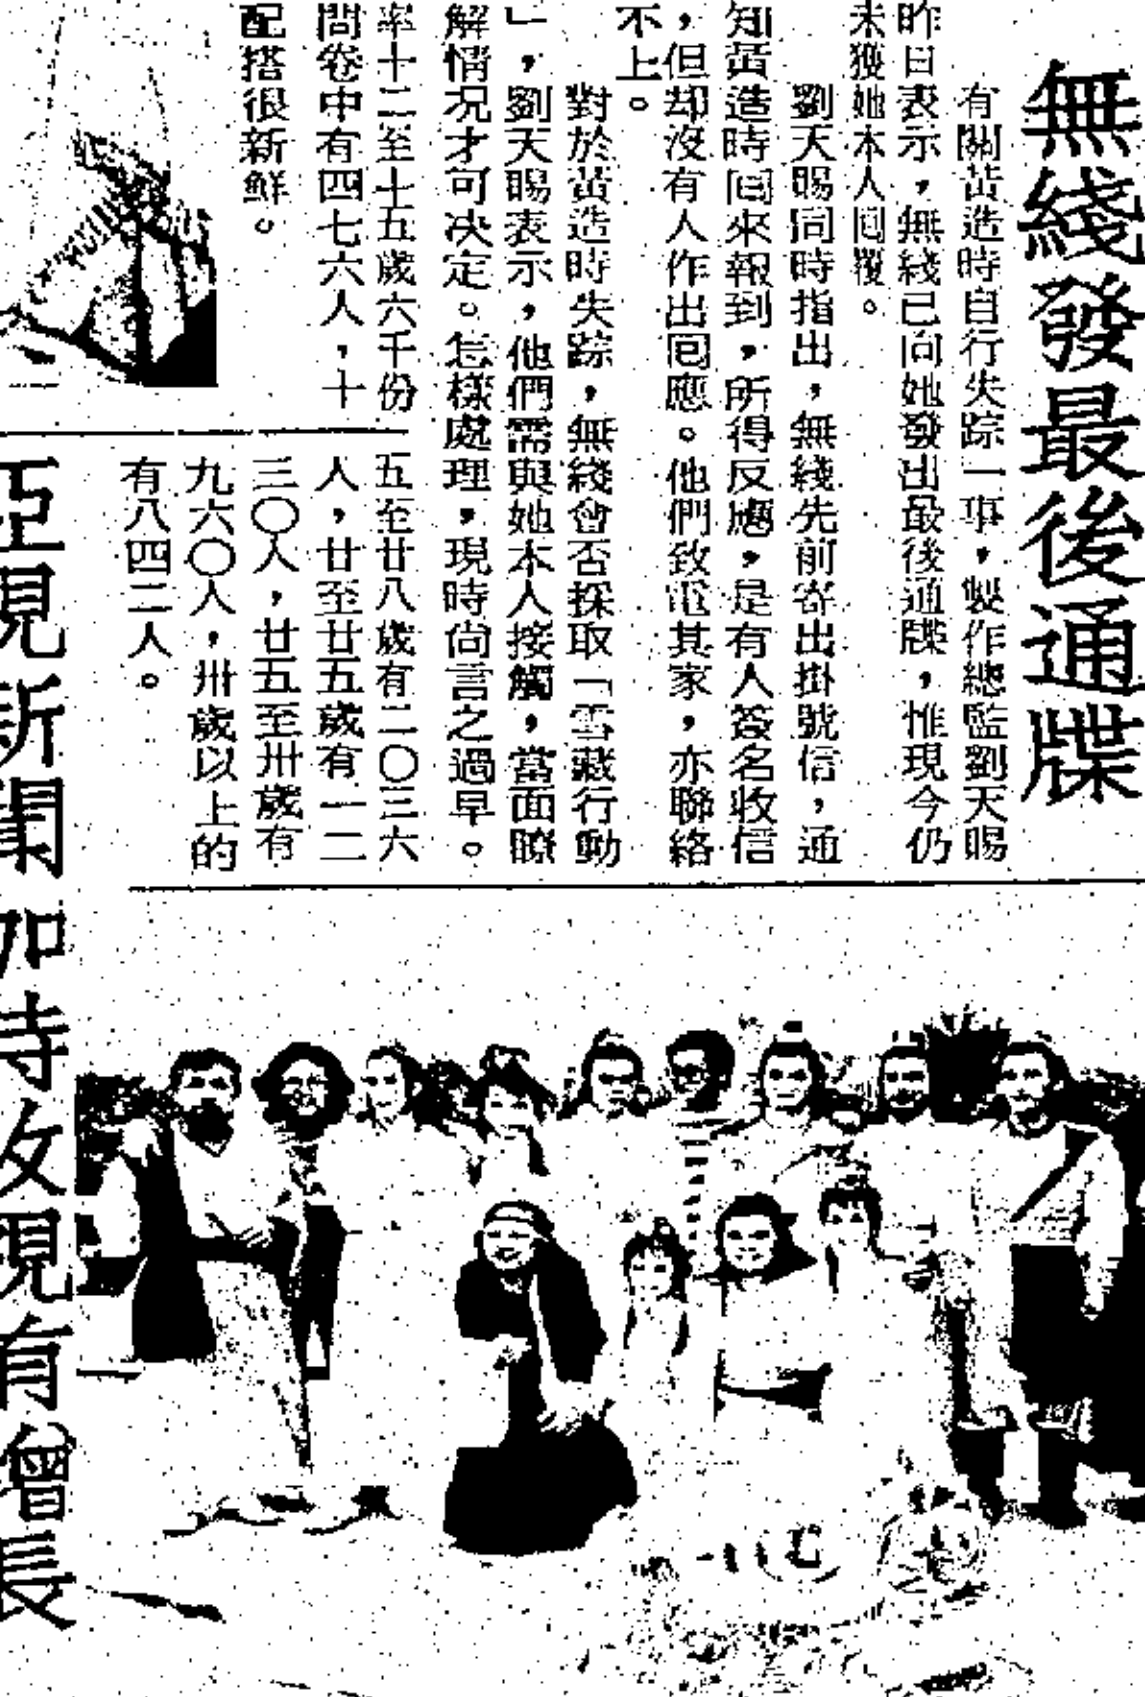 無綫發最後通牒
有關黃造時自行失踪一事，製作總監劉天賜
昨日表示，無綫已向她發出最後通牒，惟現今仍
未獲她本人囘覆。
劉天賜同時指出，無綫先前寄出掛號信，通
知黃造時囘來報到，所得反應，是有人簽名收信
，但却沒有人作出囘應。他們致電其家，亦聯絡
不上。
對於黃造時失踪，無綫會否採取「雪藏行動
」，劉天賜表示，他們需與她本人接觸，當面瞭
解情况才可決定。怎樣處理，現時尚言之過早。
率十二至十五歲六千份
問卷中有四七六人，十
配搭很新鮮。
五至廿八歲有二〇三六
人，廿至廿五歲有一二
三〇人，廿五至卅歲有
九六〇人，卅歲以上的
有八四二人。
亞視新聞加時收視有增長